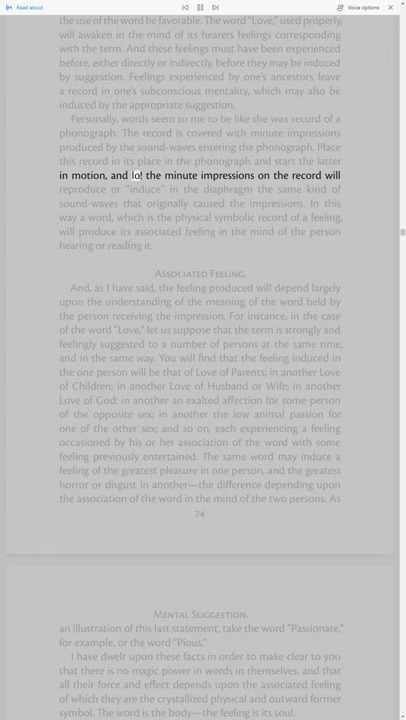 Read aloud
Voice options
the use of the word be favorable. The word "Love," used properly,
will awaken in the mind of its hearers feelings corresponding
with the term. And these feelings must have been experienced
before, either directly or indirectly, before they may be induced
by suggestion. Feelings experienced by one's ancestors leave
a record in one's subconscious mentality, which may also be
induced by the appropriate suggestion.
Personally, words seem to me to be like the wax record of a
phonograph. The record is covered with minute impressions
produced by the sound-waves entering the phonograph. Place
this record in its place in the phonograph and start the latter
in motion, and lo! the minute impressions on the record will
reproduce or "induce" in the diaphragm the same kind of
sound-waves that originally caused the impressions. In this
way a word, which is the physical symbolic record of a feeling,
will produce its associated feeling in the mind of the person
hearing or reading it.
Associated Feeling.
And, as I have said, the feeling produced will depend largely
upon the understanding of the meaning of the word held by
the person receiving the impression. For instance, in the case
of the word "Love," let us suppose that the term is strongly and
feelingly suggested to a number of persons at the same time,
and in the same way. You will find that the feeling induced in
the one person will be that of Love of Parents; in another Love
of Children; in another Love of Husband or Wife; in another
Love of God; in another an exalted affection for some person
of the opposite sex; in another the low animal passion for
one of the other sex; and so on, each experiencing a feeling
occasioned by his or her association of the word with some
feeling previously entertained. The same word may induce a
feeling of the greatest pleasure in one person, and the greatest
horror or disgust in another—the difference depending upon
the association of the word in the mind of the two persons. As
74
Mental Suggestion.
an illustration of this last statement, take the word "Passionate,"
for example, or the word "Pious."
I have dwelt upon these facts in order to make clear to you
that there is no magic power in words in themselves, and that
all their force and effect depends upon the associated feeling
of which they are the crystallized physical and outward former
symbol. The word is the body—the feeling is its soul.